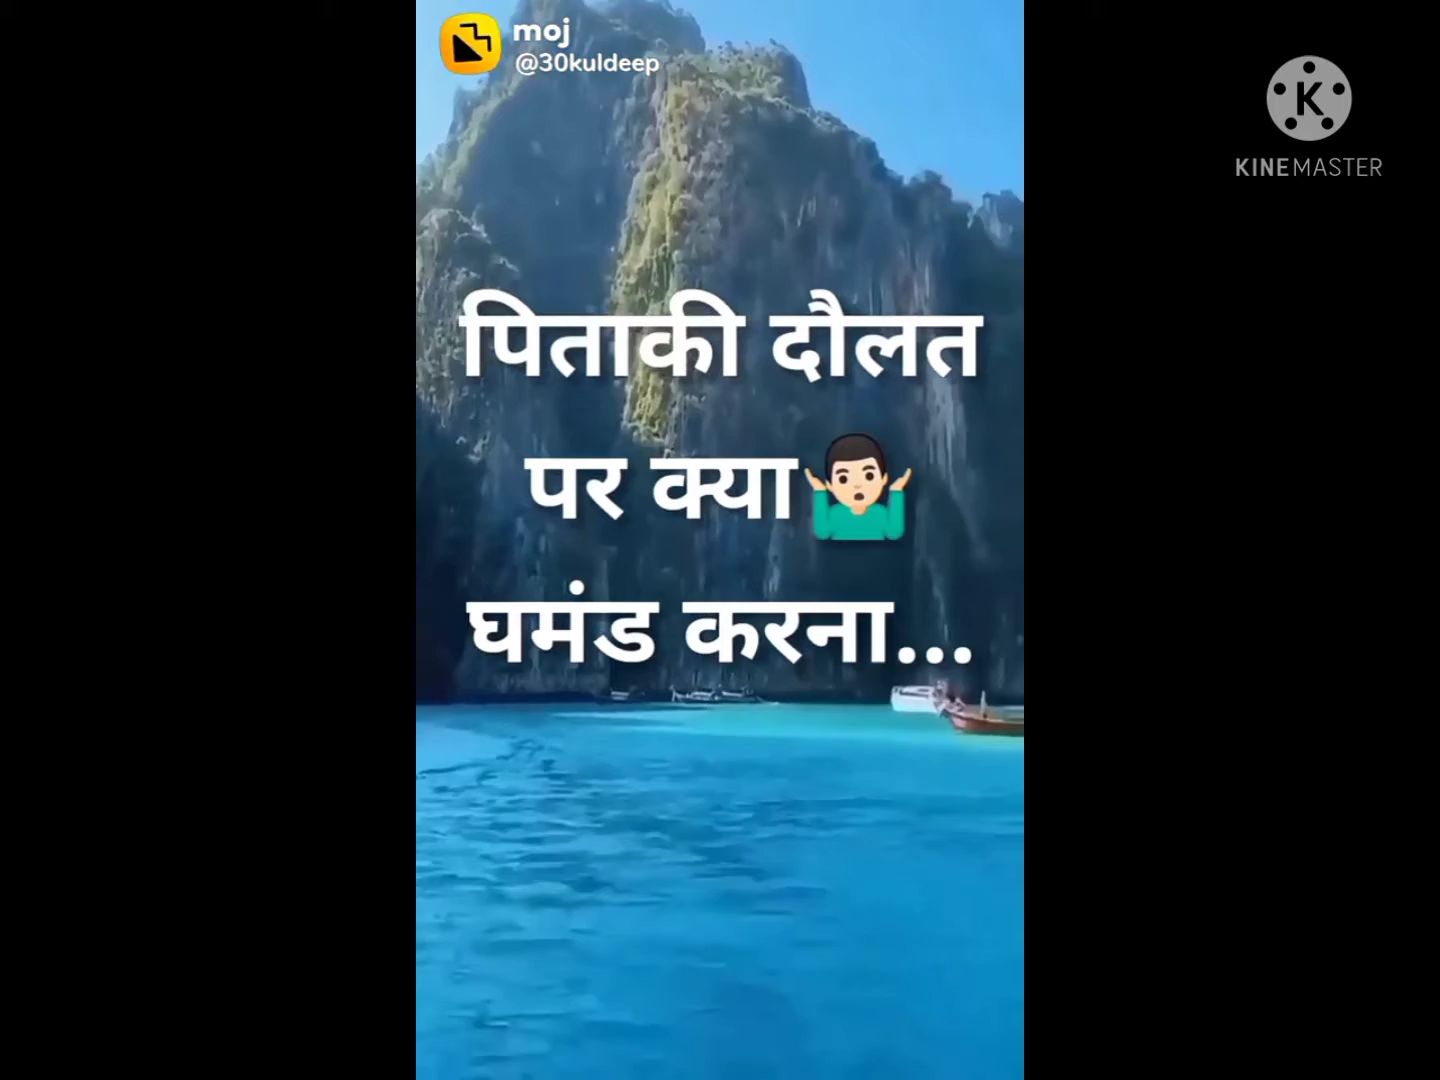 moj
@30kuldeep
KINEMASTER
पिताकी दौलत
पर क्या🤷🏻‍♂️
घमंड करना...